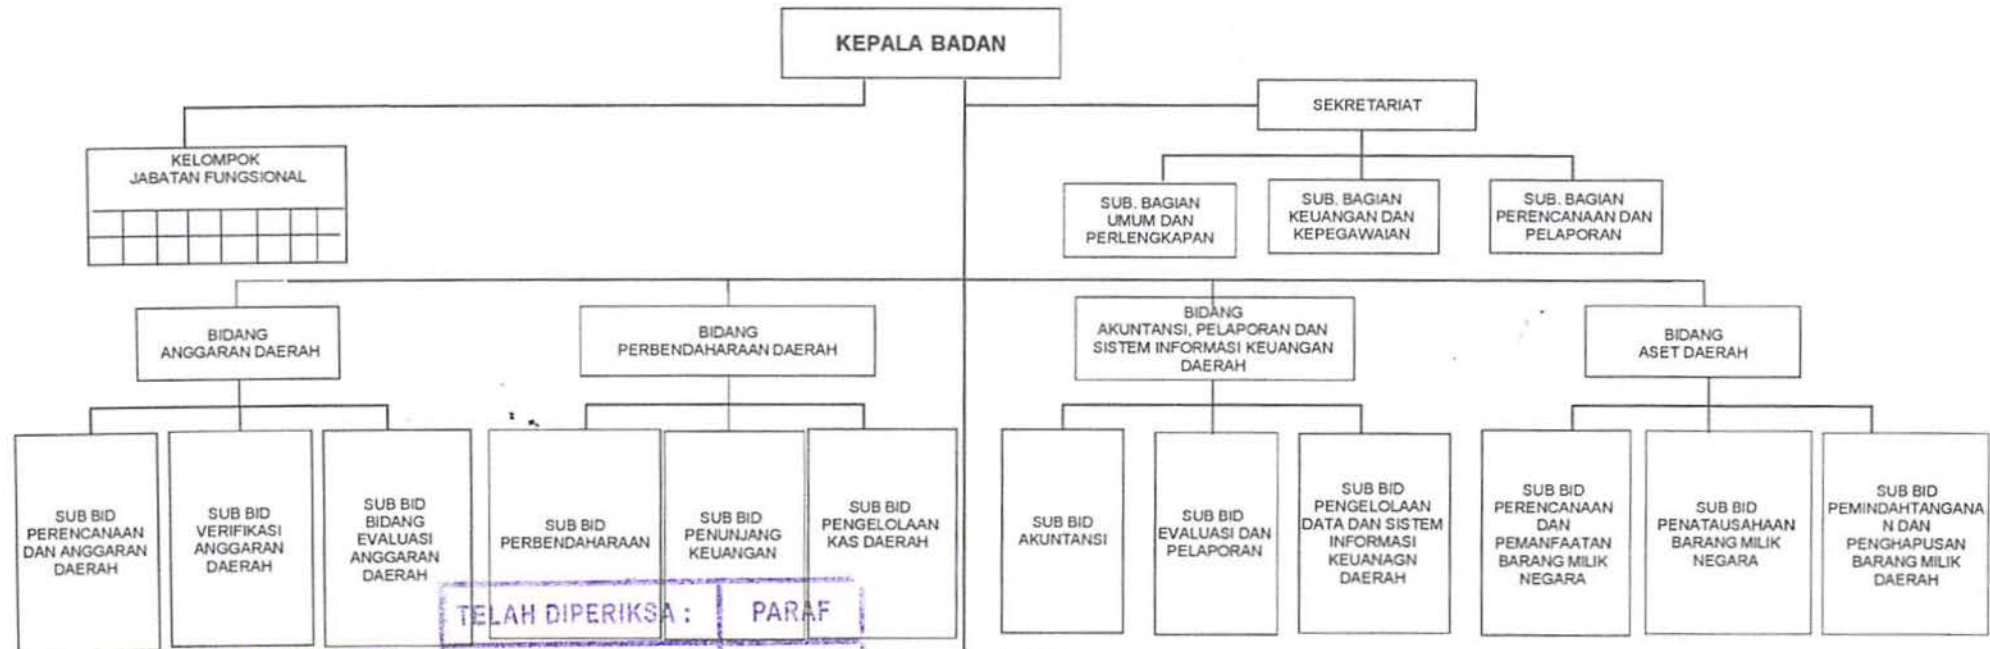 KEPALA BADAN
SEKRETARIAT
KELOMPOK
JABATAN FUNGSIONAL
SUB. BAGIAN
UMUM DAN
PERLENGKAPAN
SUB. BAGIAN
KEUANGAN DAN
KEPEGAWAIAN
SUB. BAGIAN
PERENCANAAN DAN
PELAPORAN
BIDANG
ANGGARAN DAERAH
BIDANG
PERBENDAHARAAN DAERAH
BIDANG
AKUNTANSI, PELAPORAN DAN
SISTEM INFORMASI KEUANGAN
DAERAH
BIDANG
ASET DAERAH
SUB BID
PERENCANAAN
DAN ANGGARAN
DAERAH
SUB BID
VERIFIKASI
ANGGARAN
DAERAH
SUB BID
BIDANG
EVALUASI
ANGGARAN
DAERAH
SUB BID
PERBENDAHARAAN
SUB BID
PENUNJANG
KEUANGAN
SUB BID
PENGELOLAAN
KAS DAERAH
SUB BID
AKUNTANSI
SUB BID
EVALUASI DAN
PELAPORAN
SUB BID
PENGELOLAAN
DATA DAN SISTEM
INFORMASI
KEUANAGN
DAERAH
SUB BID
PERENCANAAN
DAN
PEMANFAATAN
BARANG MILIK
NEGARA
SUB BID
PENATAUSAHAAN
BARANG MILIK
NEGARA
SUB BID
PEMINDAHTANGANA
N DAN
PENGHAPUSAN
BARANG MILIK
DAERAH
TELAH DIPERIKSA :
PARAF